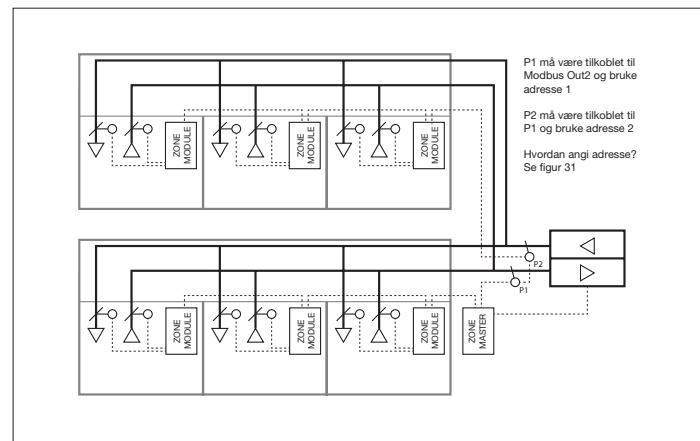 P1 må være tilkoblet til
Modbus Out2 og bruke
adresse 1
P2 må være tilkoblet til
P1 og bruke adresse 2
Hvordan angi adresse?
Se figur 31
ZONE
MODULE
ZONE
MODULE
ZONE
MODULE
P2
P1
ZONE
MODULE
ZONE
MODULE
ZONE
MODULE
ZONE
MASTER